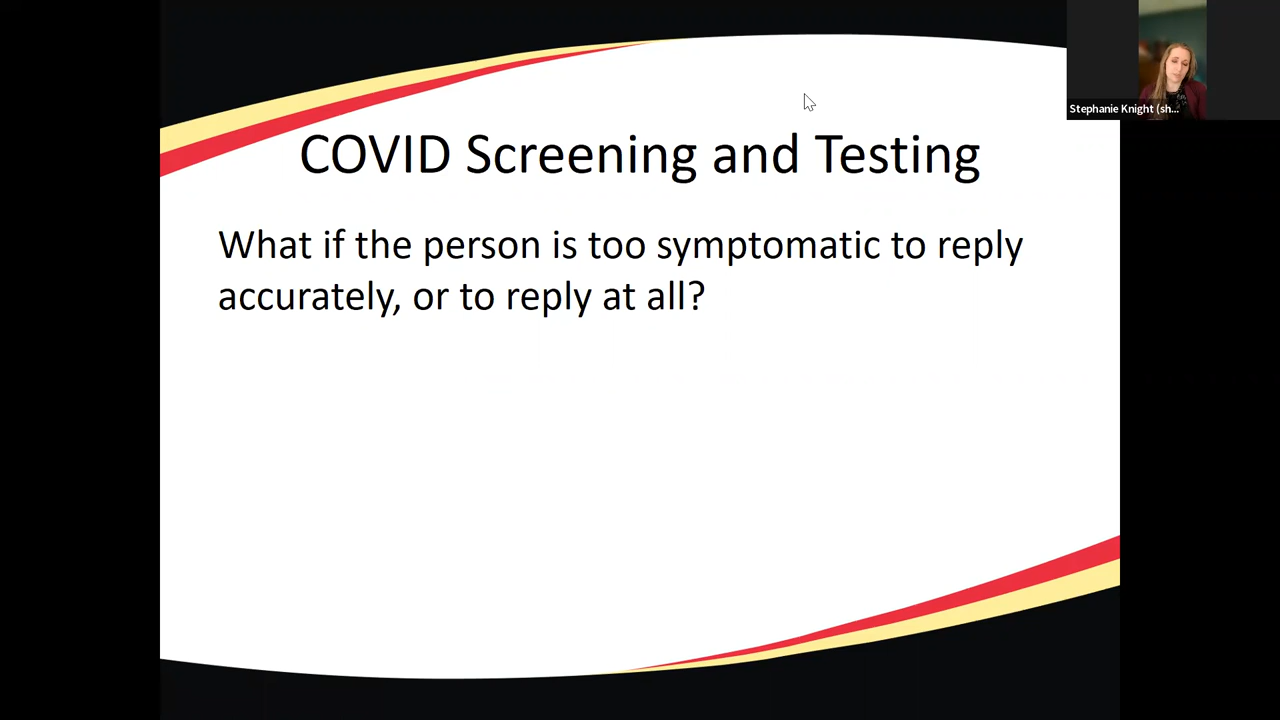 COVID Screening and Testing
What if the person is too symptomatic to reply
accurately, or to reply at all?
Stephanie Knight (sh...